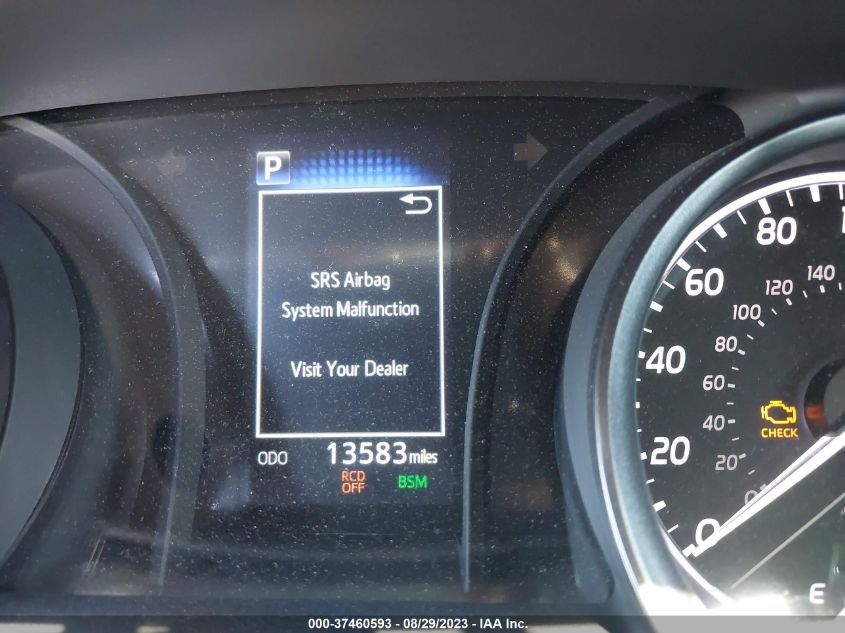 P
SRS Airbag
System Malfunction
Visit Your Dealer
ODO 13583 miles
RCD
OFF
BSM
80
60
40
20
0
140
120
100
80
60
40
20
CHECK
E
000-37460593 / 08/29/2023 / IAA Inc.